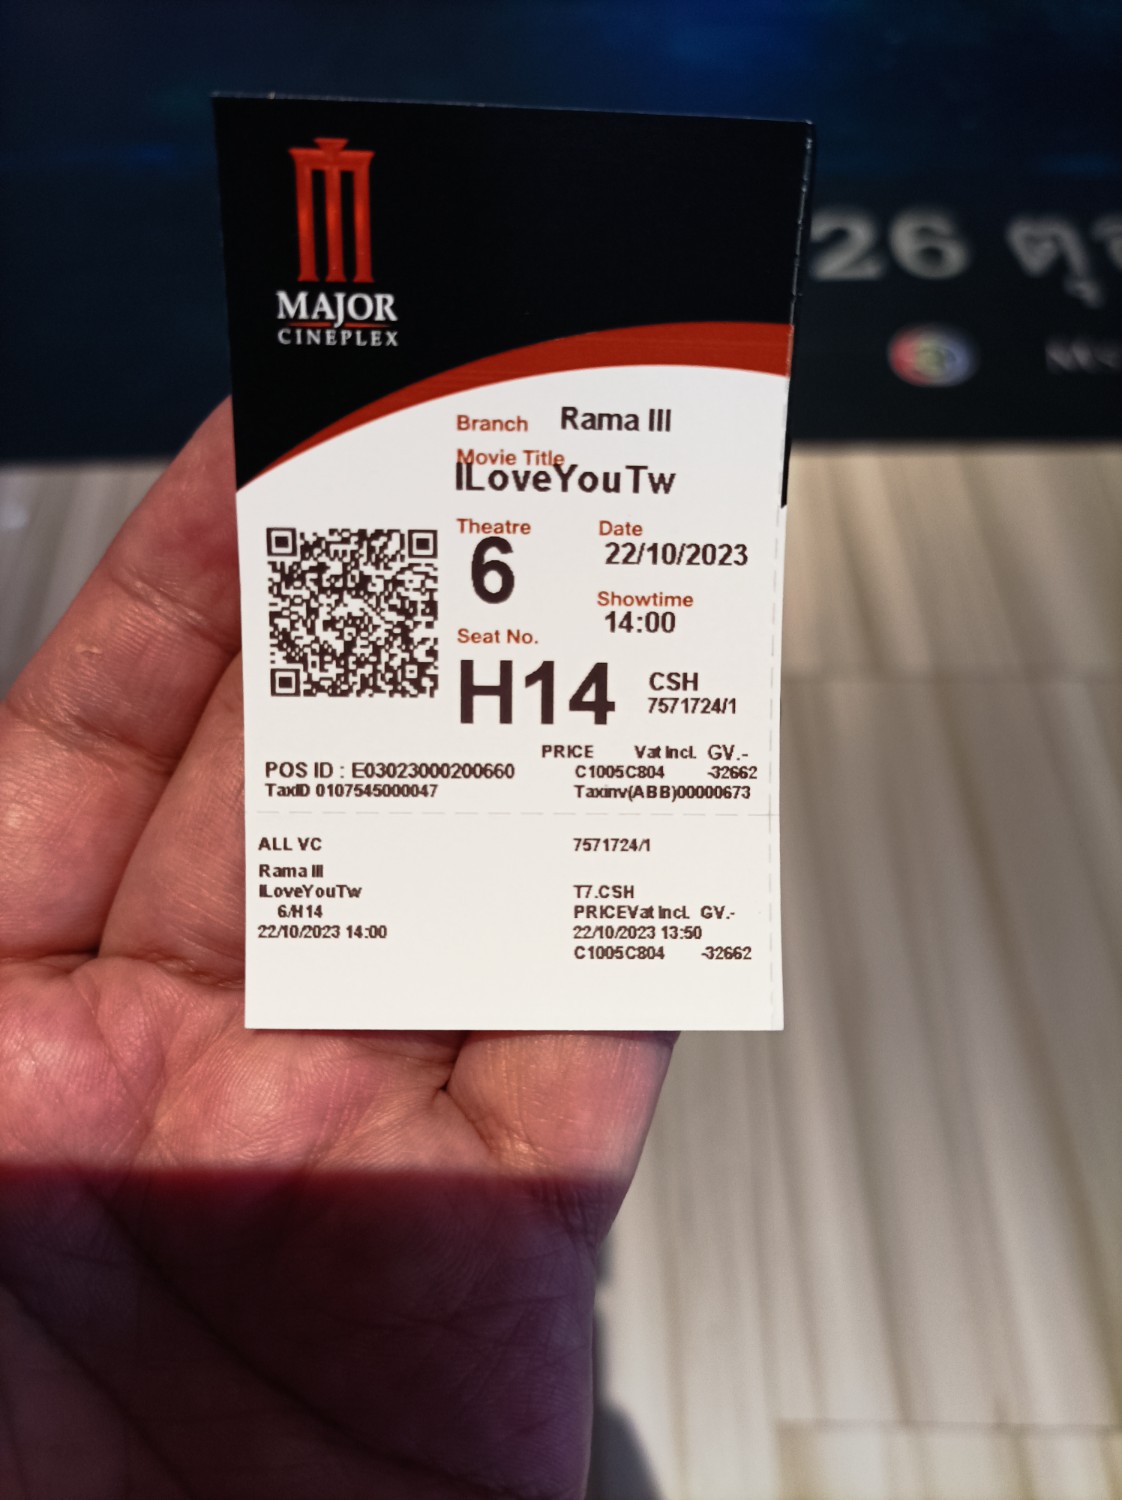 MAJOR
CINEPLEX
26 ตุ
Branch Rama III
Movie Title
ILoveYouTw
Theatre Date
6 22/10/2023
Showtime
14:00
Seat No.
H14 CSH
7571724/1
PRICE Vat Incl. GV.-
POS ID : E03023000200660 C1005C804 -32662
TaxID 0107545000047 Taxinv(ABB)00000673
ALL VC 7571724/1
Rama III
ILoveYouTw T7.CSH
6/H14 PRICEVat Incl. GV.-
22/10/2023 14:00 22/10/2023 13:50
C1005C804 -32662